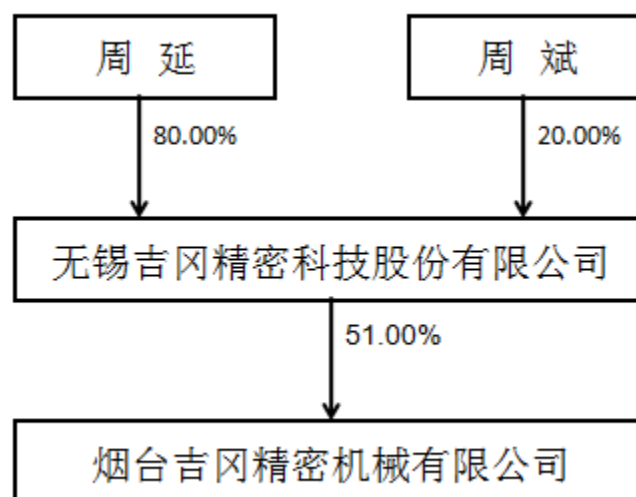 周 延
周 斌
80.00%
20.00%
无锡吉冈精密科技股份有限公司
51.00%
烟台吉冈精密机械有限公司